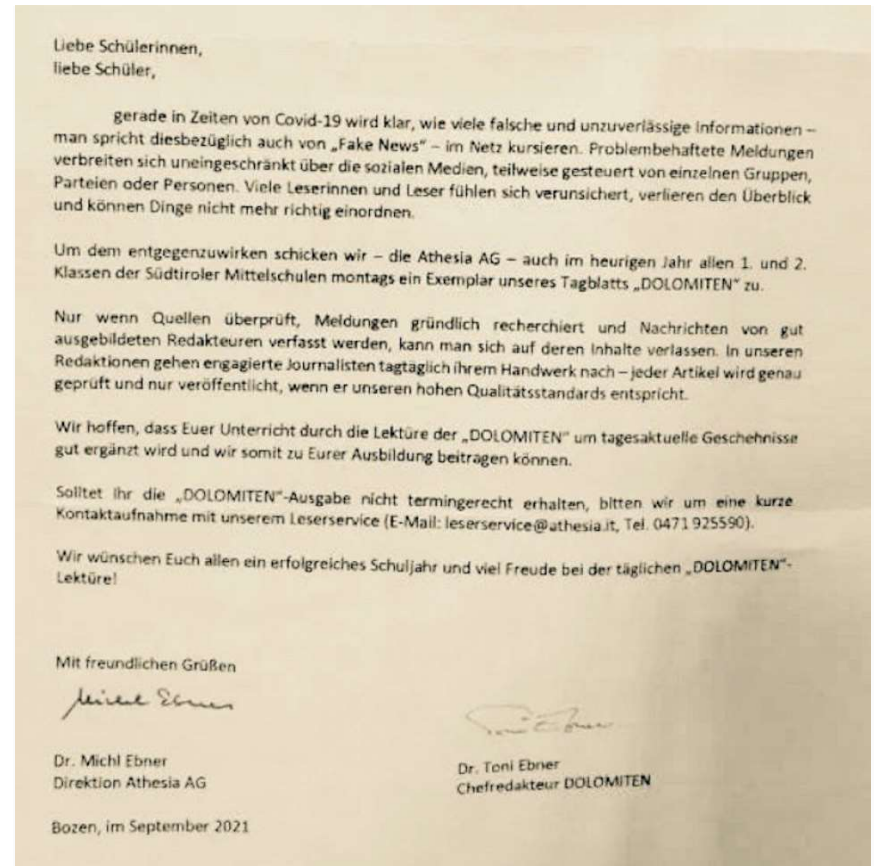 Liebe Schülerinnen,
liebe Schüler,
gerade in Zeiten von Covid-19 wird klar, wie viele falsche und unzuverlässige Informationen –
man spricht diesbezüglich auch von „Fake News“ – im Netz kursieren. Problembehaftete Meldungen
verbreiten sich uneingeschränkt über die sozialen Medien, teilweise gesteuert von einzelnen Gruppen,
Parteien oder Personen. Viele Leserinnen und Leser fühlen sich verunsichert, verlieren den Überblick
und können Dinge nicht mehr richtig einordnen.
Um dem entgegenzuwirken schicken wir – die Athesia AG – auch im heurigen Jahr allen 1. und 2.
Klassen der Südtiroler Mittelschulen montags ein Exemplar unseres Tagblatts „DOLOMITEN“ zu.
Nur wenn Quellen überprüft, Meldungen gründlich recherchiert und Nachrichten von gut
ausgebildeten Redakteuren verfasst werden, kann man sich auf deren Inhalte verlassen. In unseren
Redaktionen gehen engagierte Journalisten tagtäglich ihrem Handwerk nach – jeder Artikel wird genau
geprüft und nur veröffentlicht, wenn er unseren hohen Qualitätsstandards entspricht.
Wir hoffen, dass Euer Unterricht durch die Lektüre der „DOLOMITEN“ um tagesaktuelle Geschehnisse
gut ergänzt wird und wir somit zu Eurer Ausbildung beitragen können.
Solltet Ihr die „DOLOMITEN“-Ausgabe nicht termingerecht erhalten, bitten wir um eine kurze
Kontaktaufnahme mit unserem Leserservice (E-Mail: leserservice@athesia.it, Tel. 0471 925590).
Wir wünschen Euch allen ein erfolgreiches Schuljahr und viel Freude bei der täglichen „DOLOMITEN“-
Lektüre!
Mit freundlichen Grüßen
Michl Ebner
Toni Ebner
Dr. Michl Ebner
Direktion Athesia AG
Dr. Toni Ebner
Chefredakteur DOLOMITEN
Bozen, im September 2021